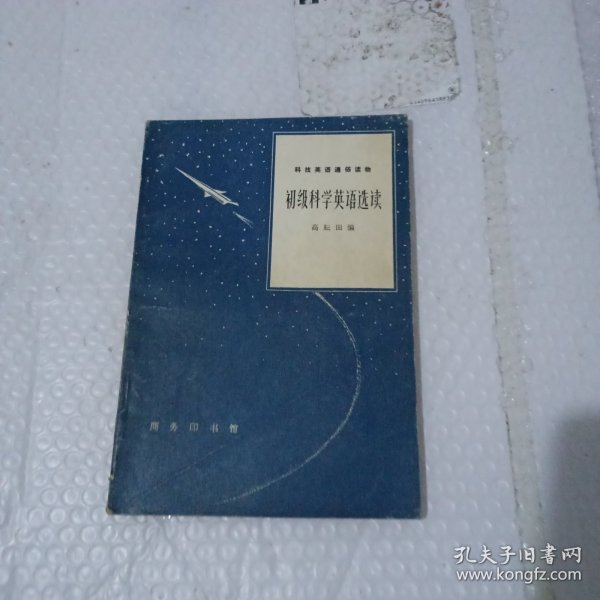 科技英语通俗读物
初级科学英语选读
高耘田编
商务印书馆
孔夫子旧书网
www.kongfz.com